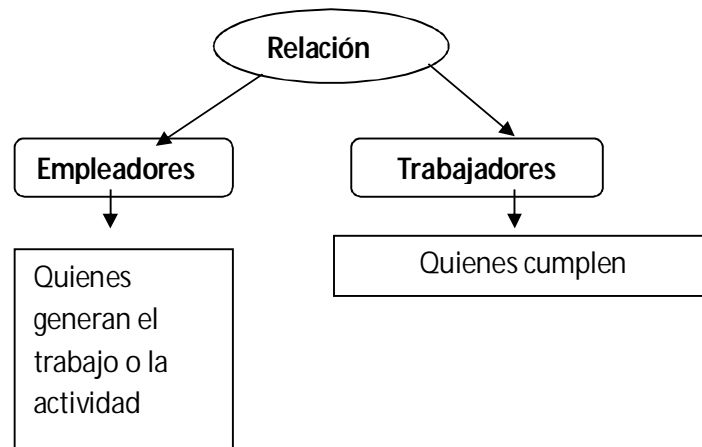 Relación
Empleadores
Trabajadores
Quienes cumplen
Quienes
generan el
trabajo o la
actividad